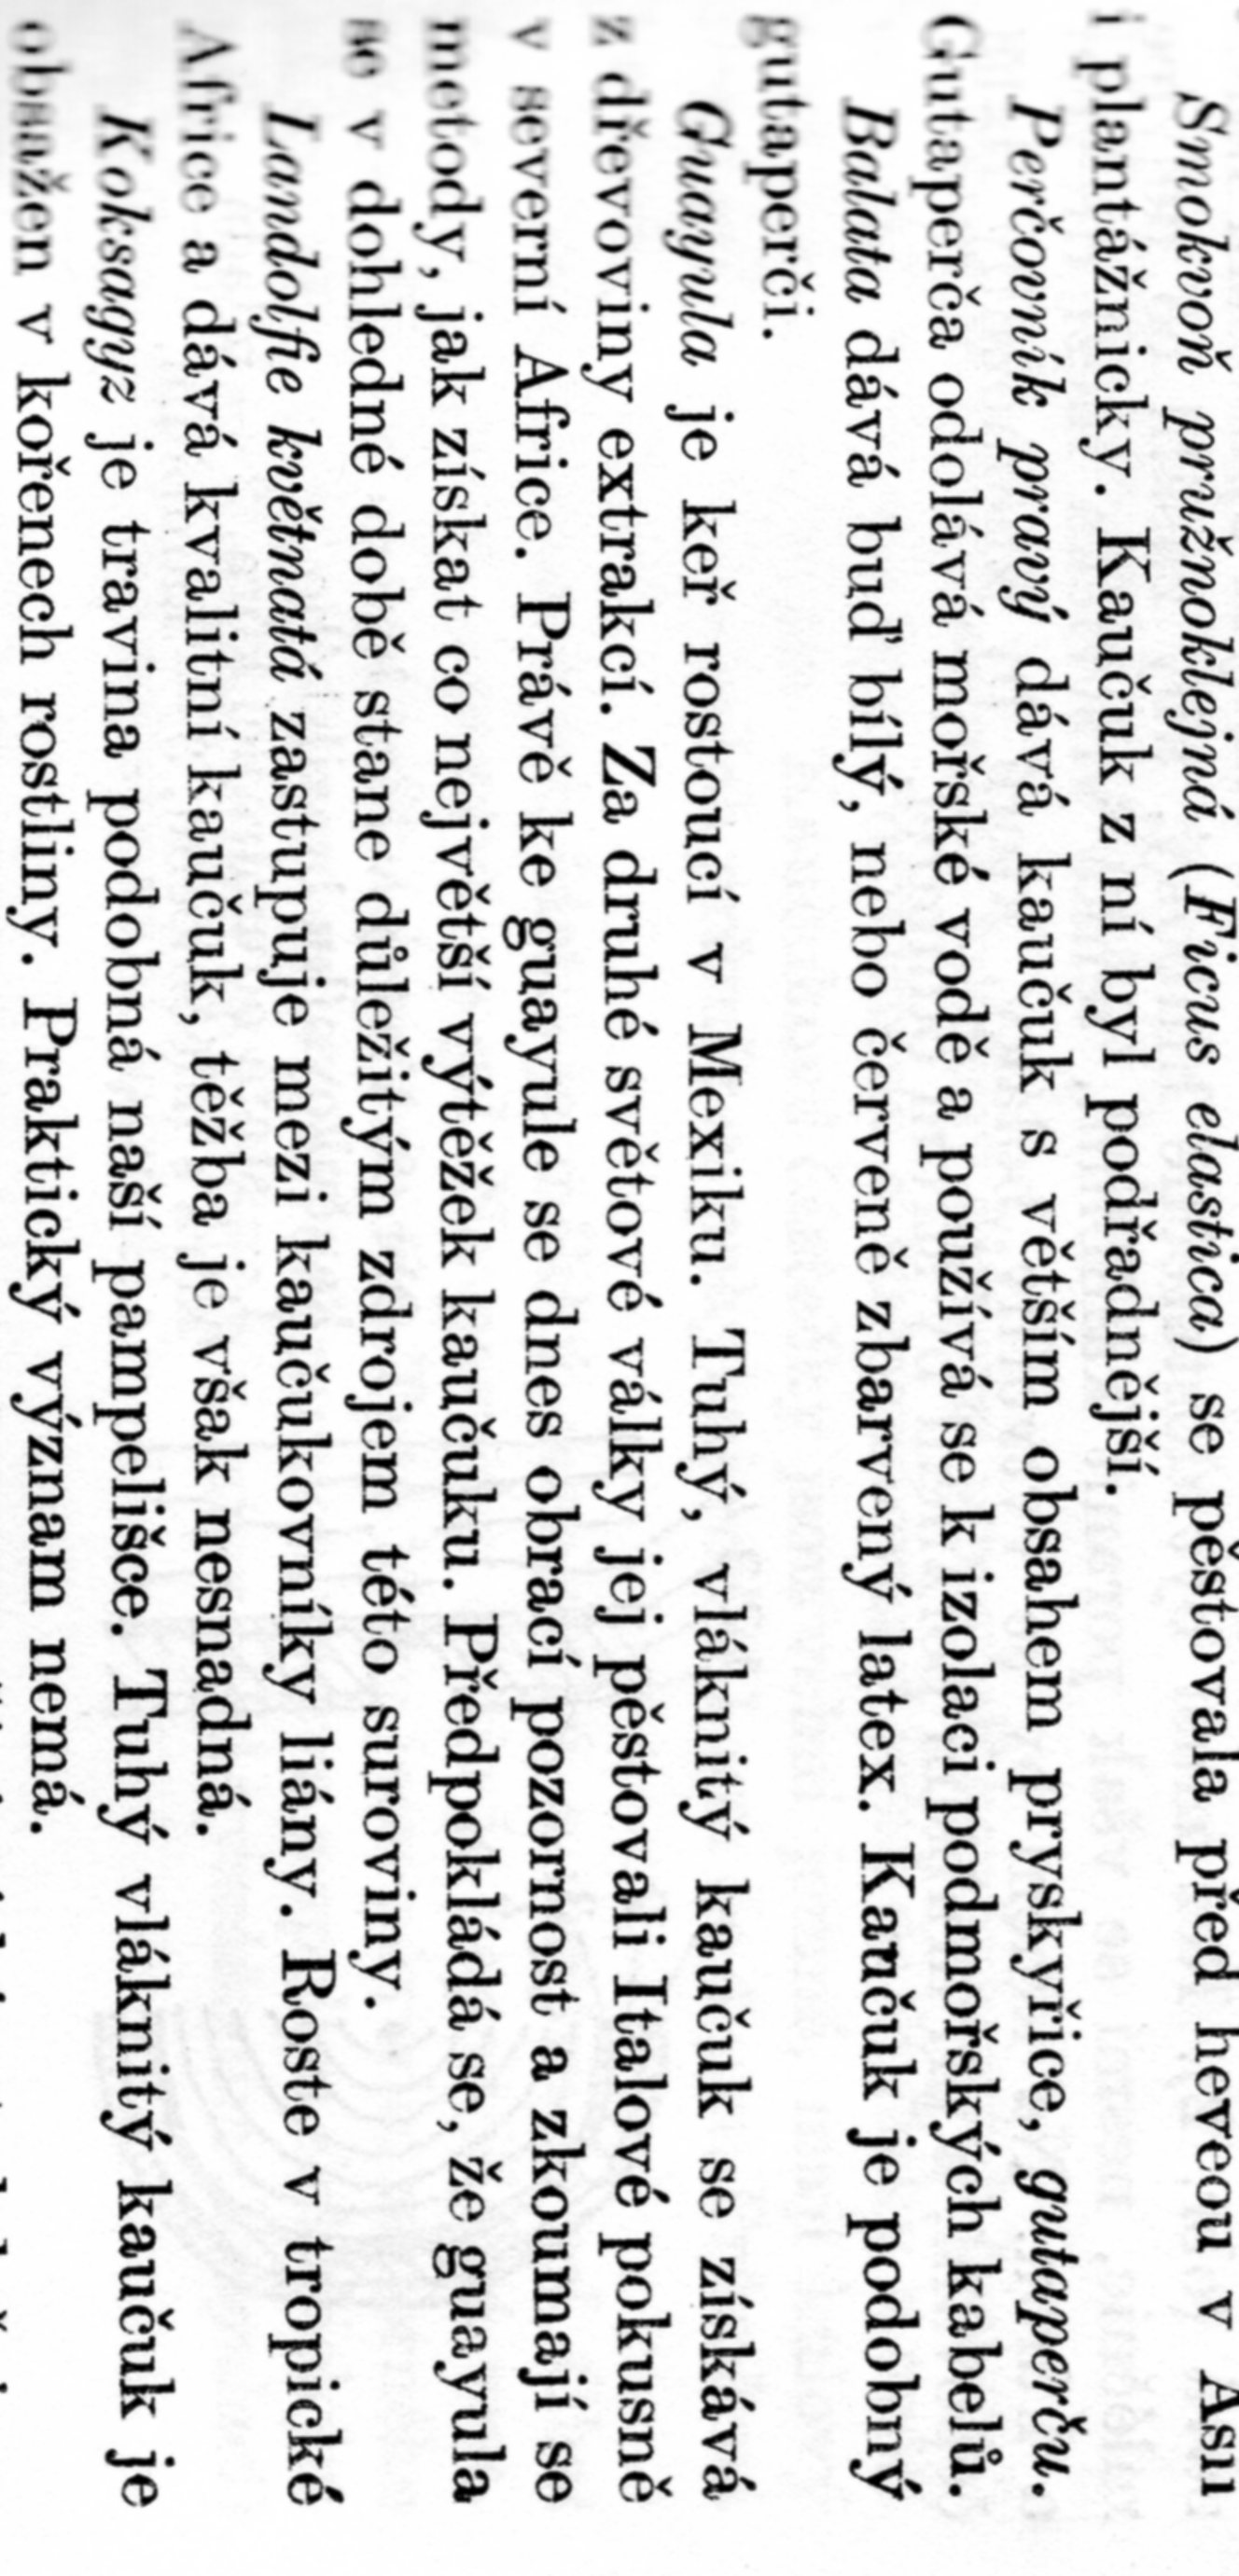 Smokvoň pružnoklejná (Ficus elastica) se pěstovala před heveou v Asii
i plantážnicky. Kaučuk z ní byl podřadnější.
Perčovník pravý dává kaučuk s větším obsahem pryskyřice, gutaperču.
Gutaperča odolává mořské vodě a používá se k izolaci podmořských kabelů.
Balata dává buď bílý, nebo červeně zbarvený latex. Kaučuk je podobný
gutaperči.
Guayula je keř rostoucí v Mexiku. Tuhý, vláknitý kaučuk se získává
z dřevoviny extrakcí. Za druhé světové války jej pěstovali Italové pokusně
v severní Africe. Právě ke guayule se dnes obrací pozornost a zkoumají se
metody, jak získat co největší výtěžek kaučuku. Předpokládá se, že guayula
se v dohledné době stane důležitým zdrojem této suroviny.
Landolfie květnatá zastupuje mezi kaučukovníky liány. Roste v tropické
Africe a dává kvalitní kaučuk, těžba je však nesnadná.
Koksagyz je travina podobná naší pampelišce. Tuhý vláknitý kaučuk je
obsažen v kořenech rostliny. Praktický význam nemá.